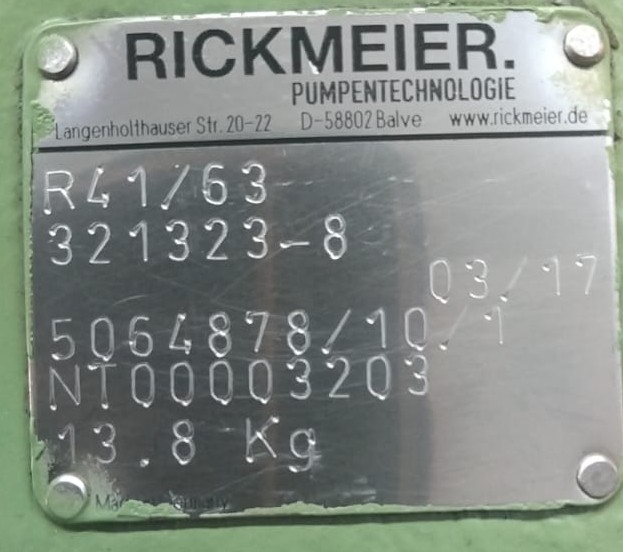 RICKMEIER.
PUMPENTECHNOLOGIE
Langenholthauser Str. 20-22 D-58802 Balve www.rickmeier.de
R41/63
321323-8
03/17
5064878/10/1
NT00003203
13.8 Kg